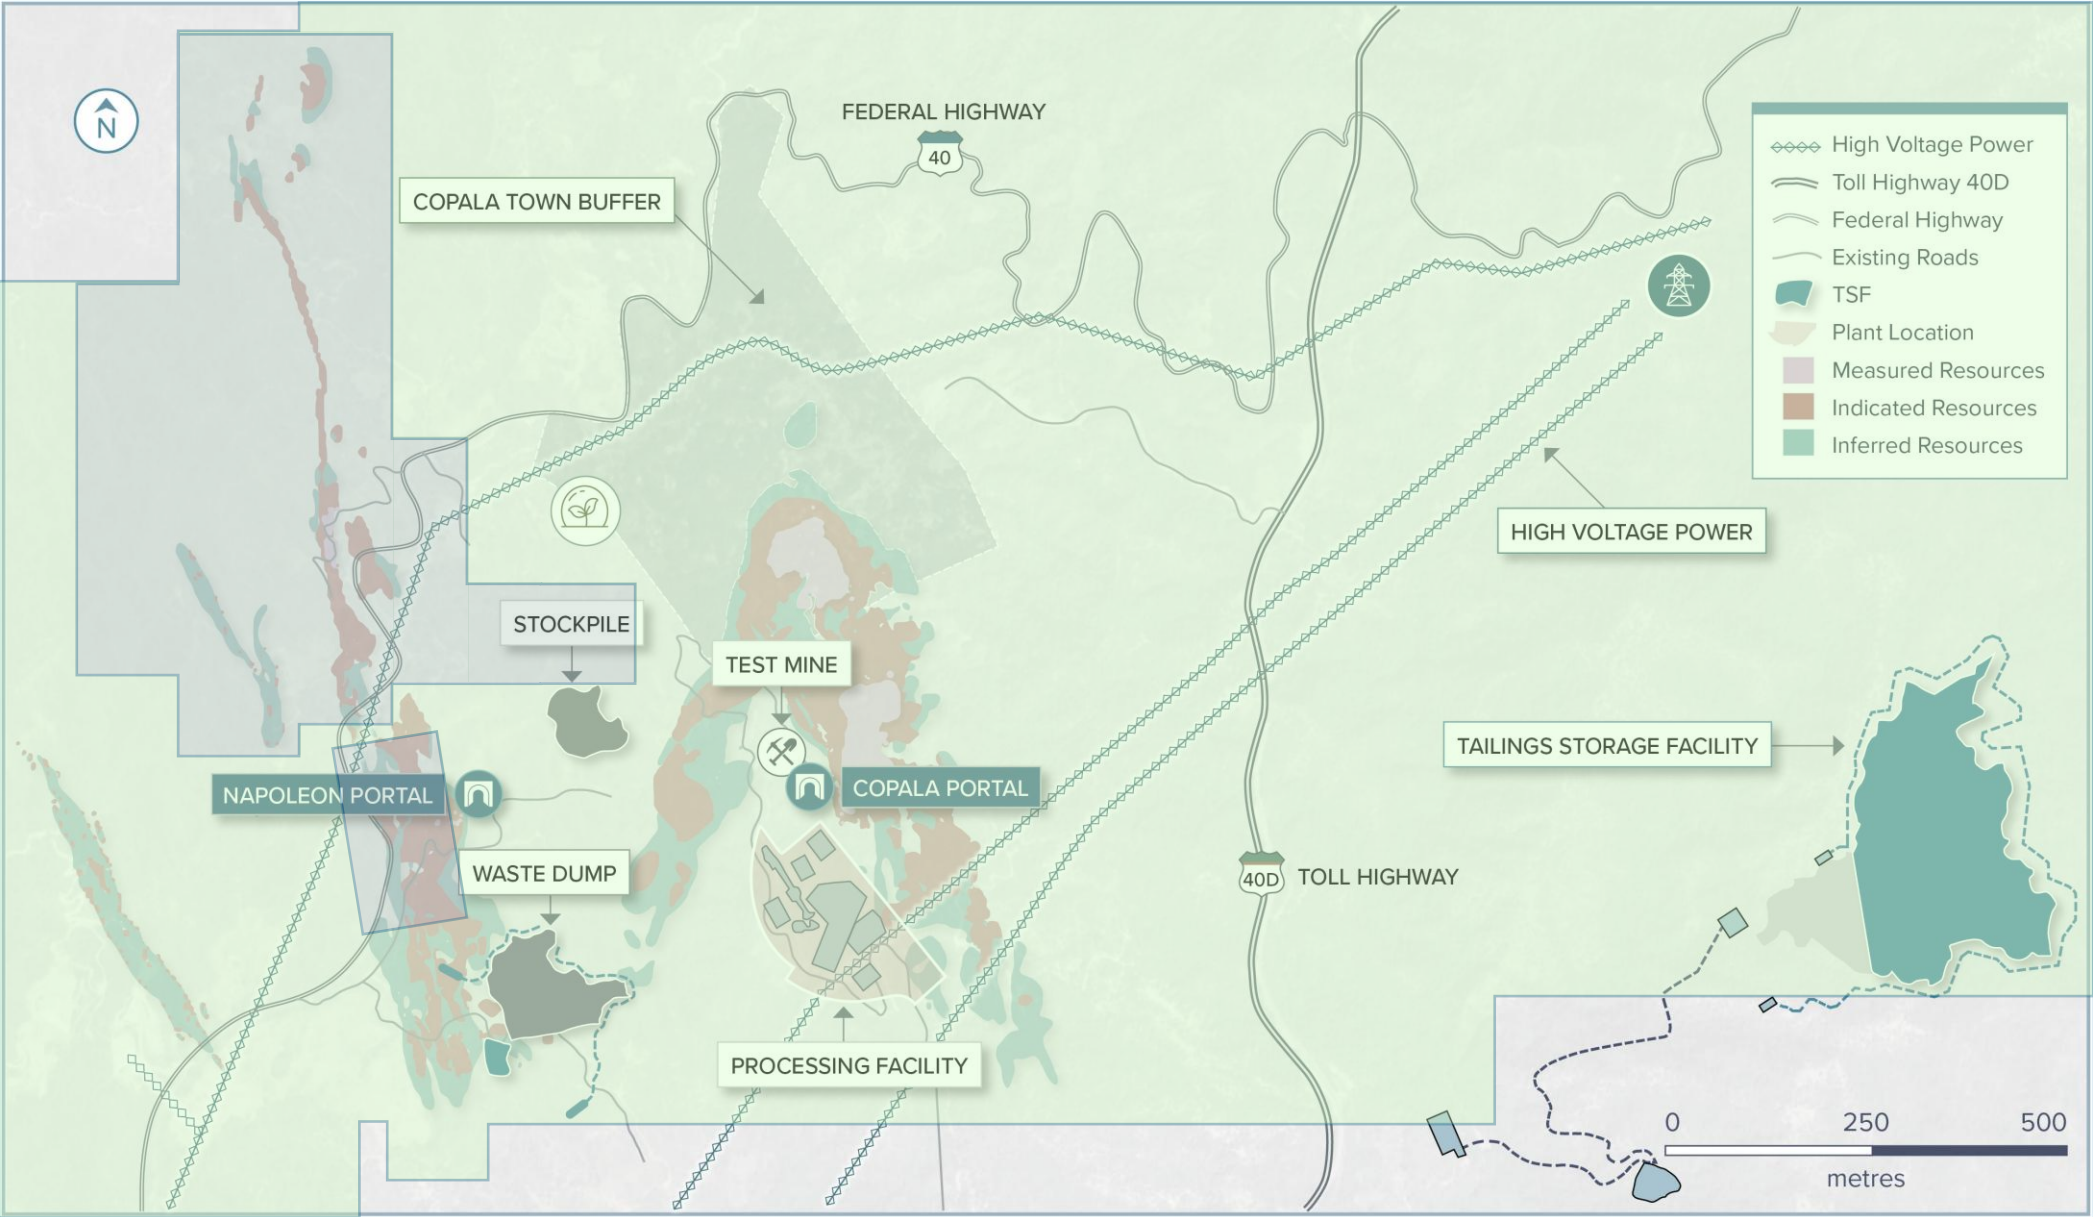 N
FEDERAL HIGHWAY
40
COPALA TOWN BUFFER
High Voltage Power
Toll Highway 40D
Federal Highway
Existing Roads
TSF
Plant Location
Measured Resources
Indicated Resources
Inferred Resources
HIGH VOLTAGE POWER
STOCKPILE
TEST MINE
TAILINGS STORAGE FACILITY
NAPOLEON PORTAL
COPALA PORTAL
WASTE DUMP
40D
TOLL HIGHWAY
PROCESSING FACILITY
0 250 500
metres